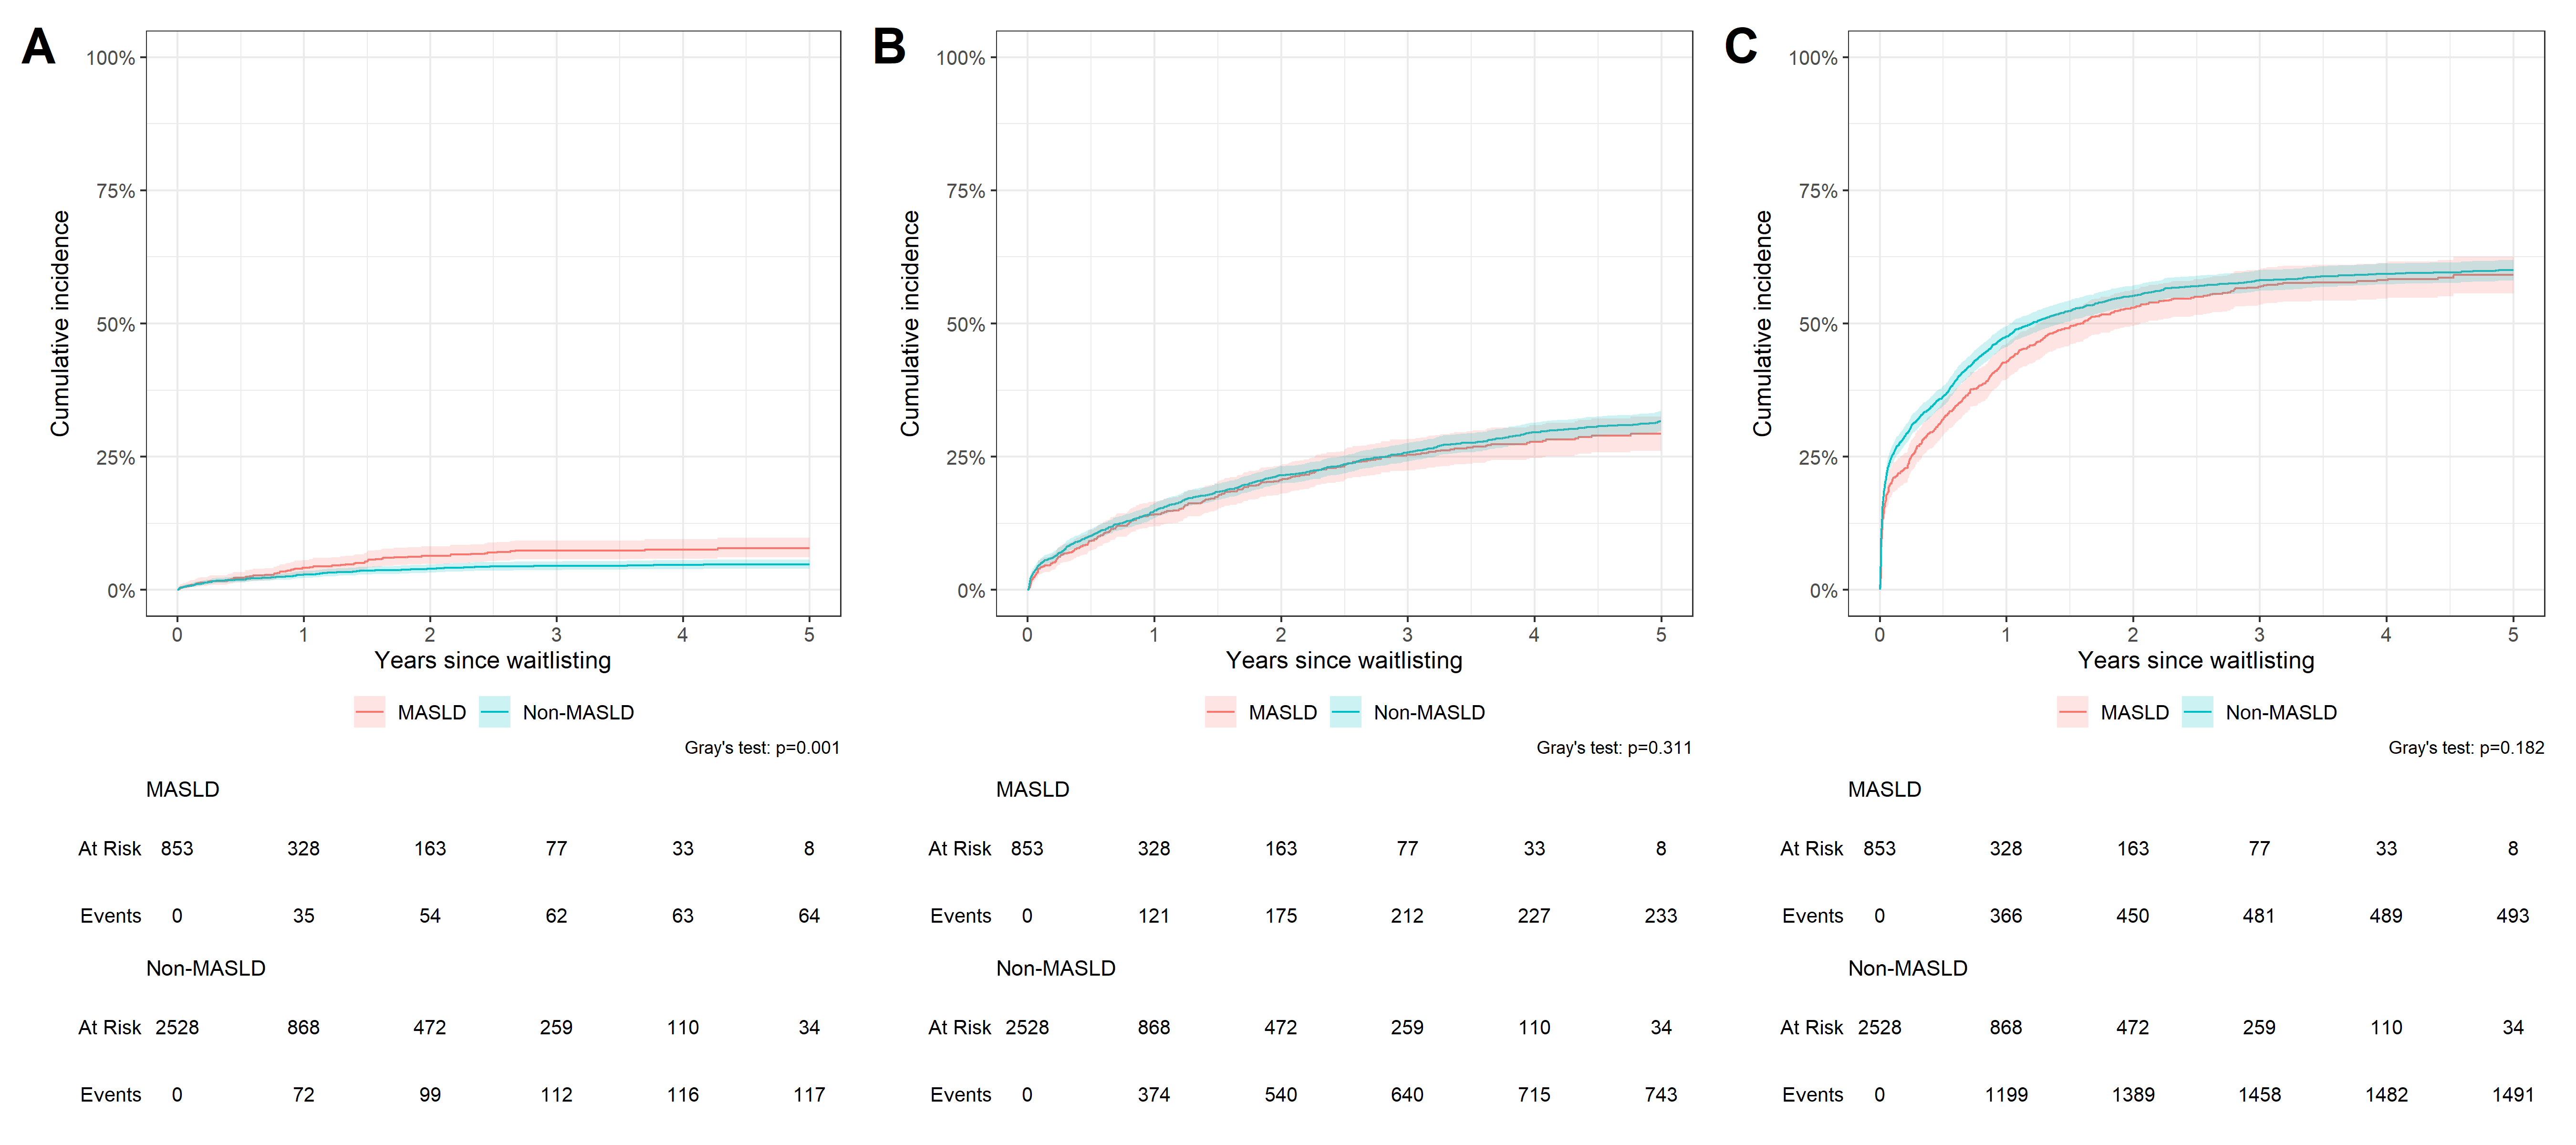 A
Cumulative incidence
100%
75%
50%
25%
0%
0 1 2 3 4 5
Years since waitlisting
MASLD Non-MASLD
Gray's test: p=0.001
MASLD
At Risk 853 328 163 77 33 8
Events 0 35 54 62 63 64
Non-MASLD
At Risk 2528 868 472 259 110 34
Events 0 72 99 112 116 117
B
Cumulative incidence
100%
75%
50%
25%
0%
0 1 2 3 4 5
Years since waitlisting
MASLD Non-MASLD
Gray's test: p=0.311
MASLD
At Risk 853 328 163 77 33 8
Events 0 121 175 212 227 233
Non-MASLD
At Risk 2528 868 472 259 110 34
Events 0 374 540 640 715 743
C
Cumulative incidence
100%
75%
50%
25%
0%
0 1 2 3 4 5
Years since waitlisting
MASLD Non-MASLD
Gray's test: p=0.182
MASLD
At Risk 853 328 163 77 33 8
Events 0 366 450 481 489 493
Non-MASLD
At Risk 2528 868 472 259 110 34
Events 0 1199 1389 1458 1482 1491